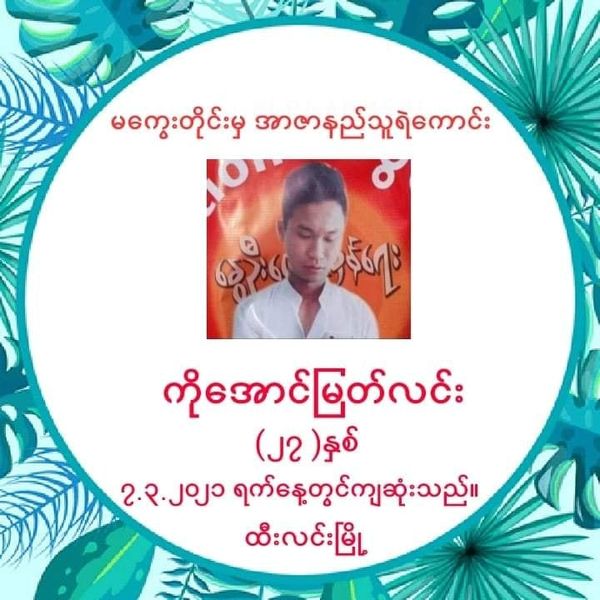 မကွေးတိုင်းမှ အာဇာနည်သူရဲကောင်း
ကိုအောင်မြတ်လင်း
(၂၇ )နှစ်
၇.၃.၂၀၂၁ ရက်နေ့တွင်ကျဆုံးသည်။
ထီးလင်းမြို့